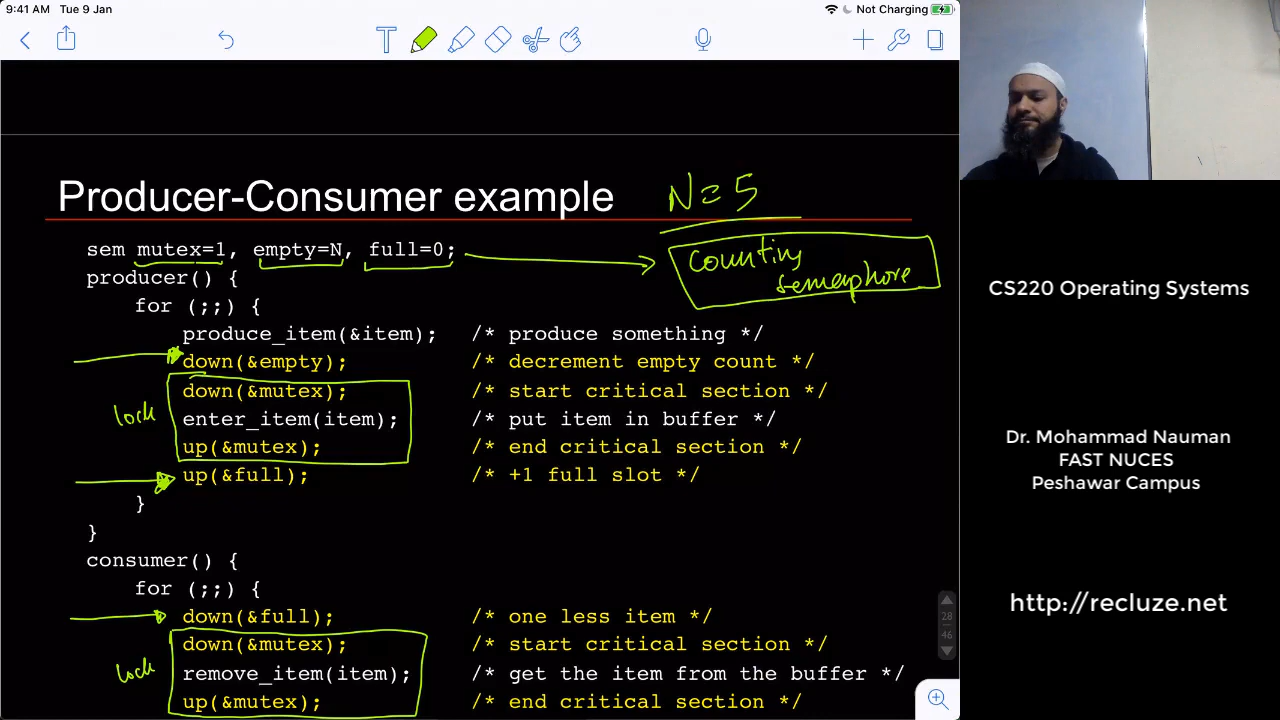 9:41 AM Tue 9 Jan
Not Charging
T
Producer-Consumer example
N = 5
sem mutex=1, empty=N, full=0;
counting
semaphore
producer() {
for (;;) {
produce_item(&item); /* produce something */
down(&empty); /* decrement empty count */
down(&mutex); /* start critical section */
lock
enter_item(item); /* put item in buffer */
up(&mutex); /* end critical section */
up(&full); /* +1 full slot */
}
}
consumer() {
for (;;) {
down(&full); /* one less item */
down(&mutex); /* start critical section */
lock
remove_item(item); /* get the item from the buffer */
up(&mutex); /* end critical section */
28
46
CS220 Operating Systems
Dr. Mohammad Nauman
FAST NUCES
Peshawar Campus
http://recluze.net